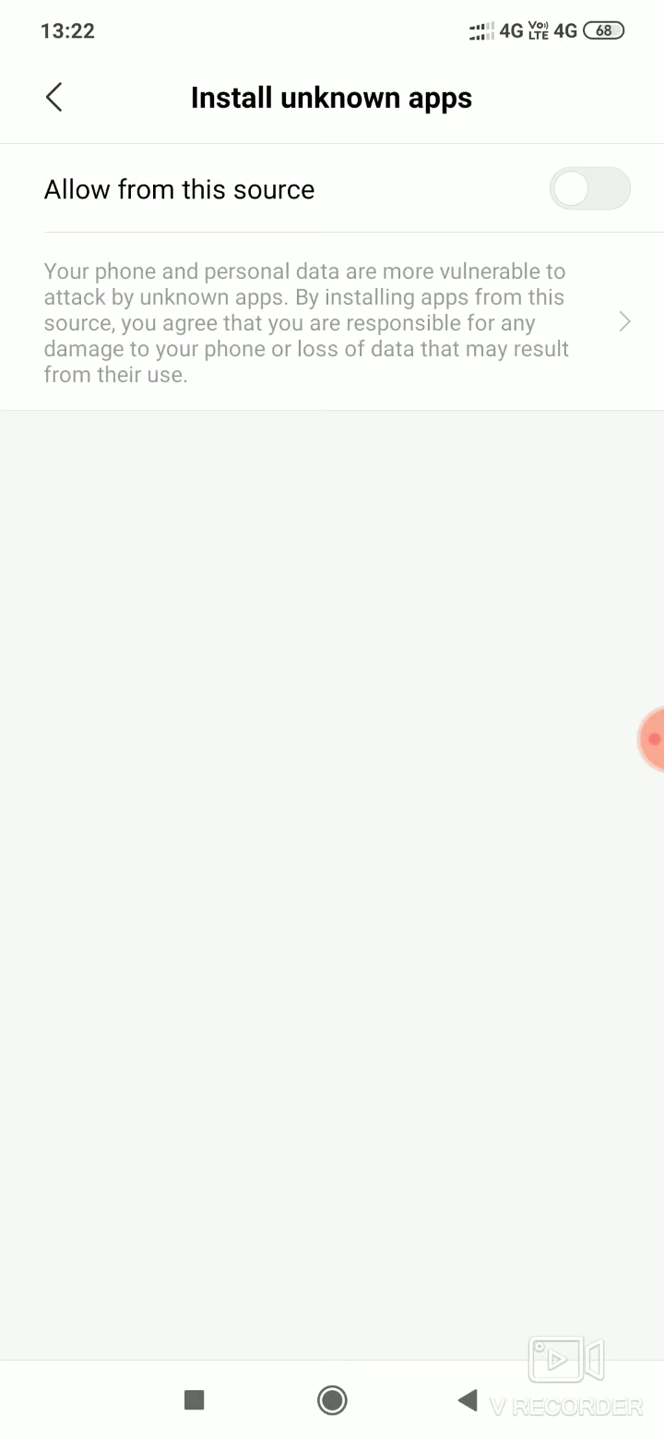 13:22
4G Vo)) LTE 4G 68
Install unknown apps
Allow from this source
Your phone and personal data are more vulnerable to
attack by unknown apps. By installing apps from this
source, you agree that you are responsible for any
damage to your phone or loss of data that may result
from their use.
V RECORDER